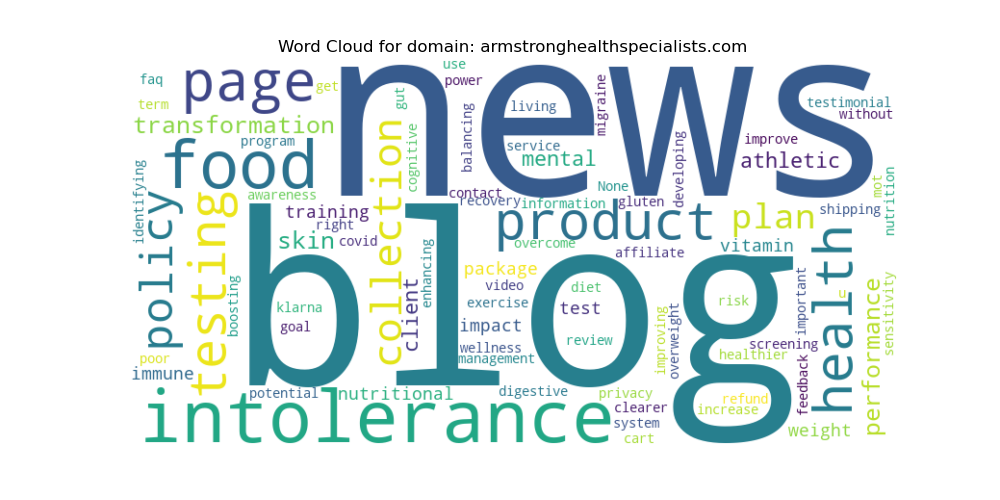 Word Cloud for domain: armstronghealthspecialists.com
news
blog
intolerance
food
page
product
health
testing
collection
policy
plan
transformation
skin
mental
athletic
training
client
performance
vitamin
package
impact
test
immune
nutritional
weight
use
power
get
faq
term
program
gut
cognitive
balancing
living
service
migraine
testimonial
without
improve
developing
identifying
awareness
contact
recovery
None
information
gluten
shipping
mot
nutrition
right
covid
overcome
affiliate
enhancing
boosting
klarna
goal
video
exercise
diet
review
risk
important
u
sensitivity
wellness
management
improving
overweight
screening
healthier
feedback
poor
potential
digestive
privacy
clearer
system
cart
refund
increase